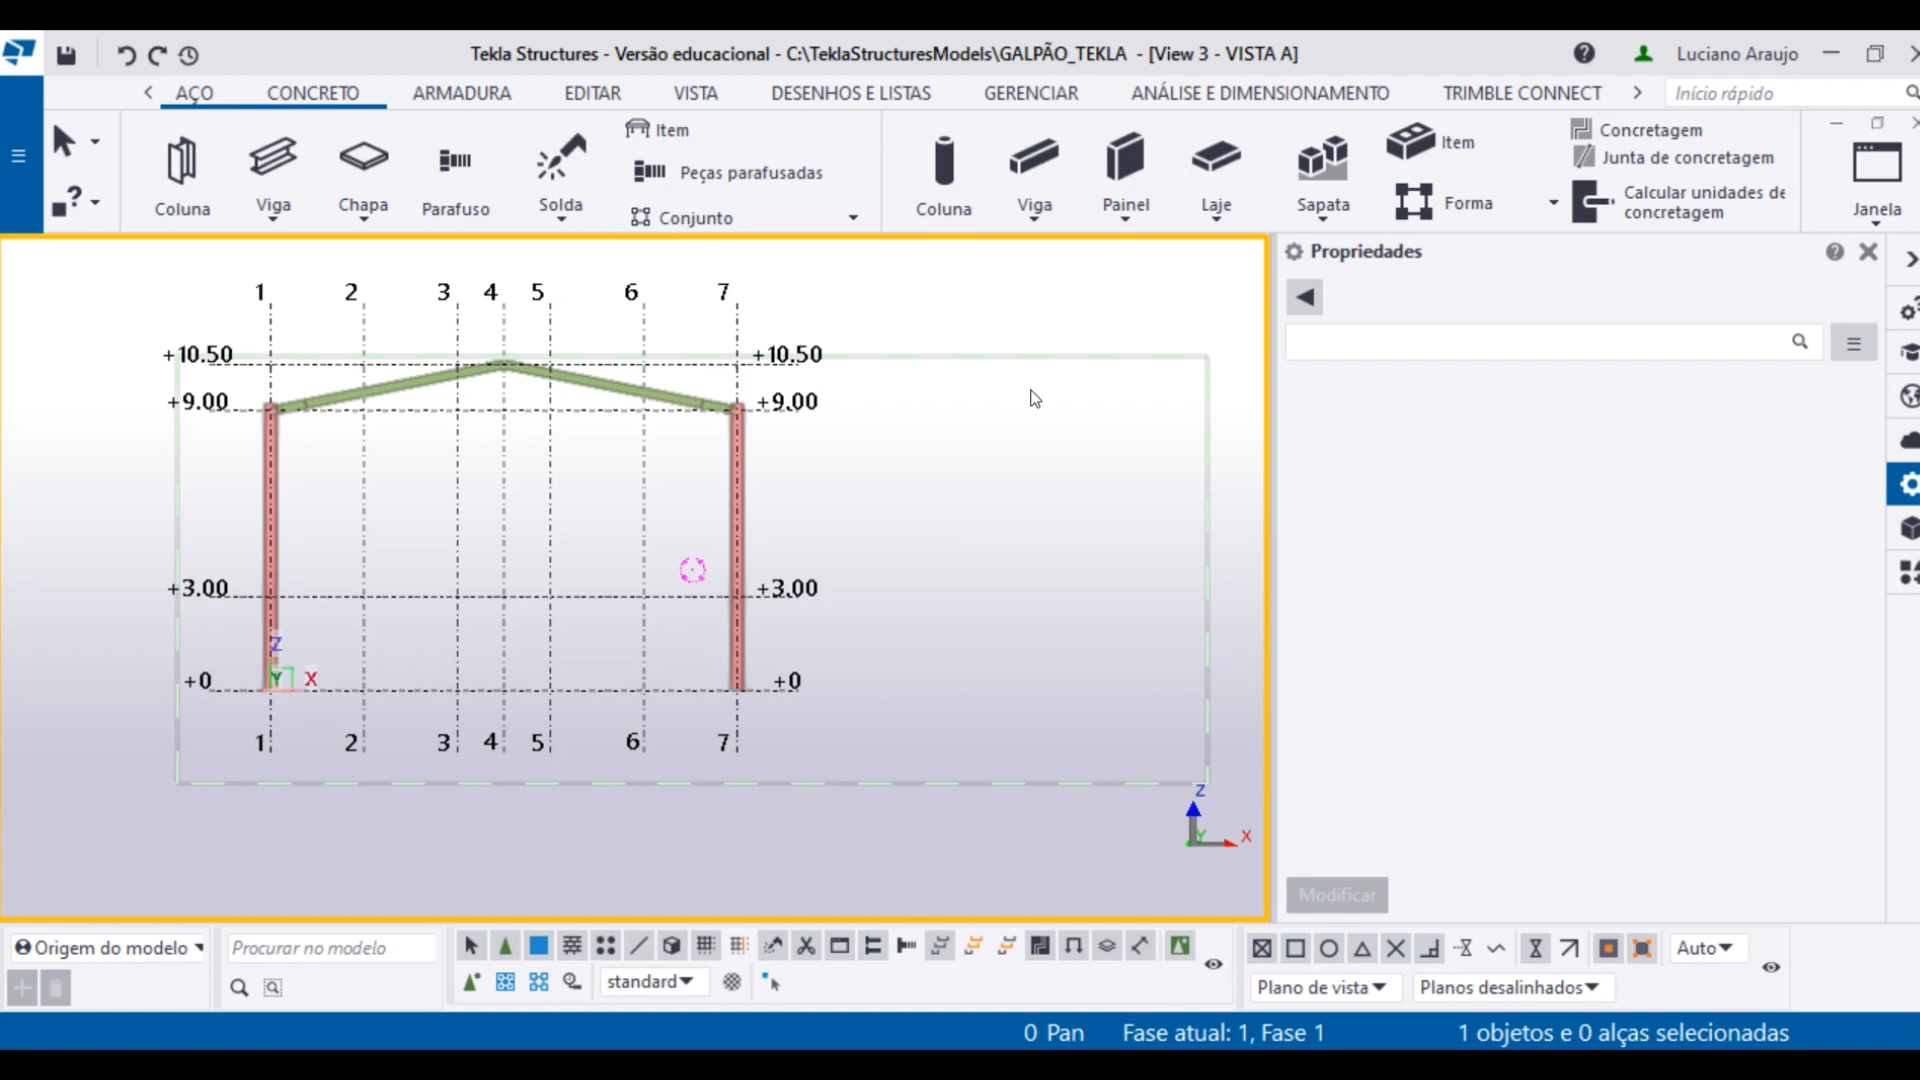 Tekla Structures - Versão educacional - C:\TeklaStructuresModels\GALPÃO_TEKLA - [View 3 - VISTA A]
Luciano Araujo
AÇO CONCRETO ARMADURA EDITAR VISTA DESENHOS E LISTAS GERENCIAR ANÁLISE E DIMENSIONAMENTO TRIMBLE CONNECT
Início rápido
Coluna
Viga
Chapa
Parafuso
Solda
Item
Peças parafusadas
Conjunto
Coluna
Viga
Painel
Laje
Sapata
Item
Forma
Concretagem
Junta de concretagem
Calcular unidades de
concretagem
Janela
Propriedades
1 2 3 4 5 6 7
+10.50 +10.50
+9.00 +9.00
+3.00 +3.00
Z
Y X
+0 +0
1 2 3 4 5 6 7
Z
Y X
Modificar
Origem do modelo
Procurar no modelo
standard
Auto
Plano de vista
Planos desalinhados
0 Pan Fase atual: 1, Fase 1 1 objetos e 0 alças selecionadas